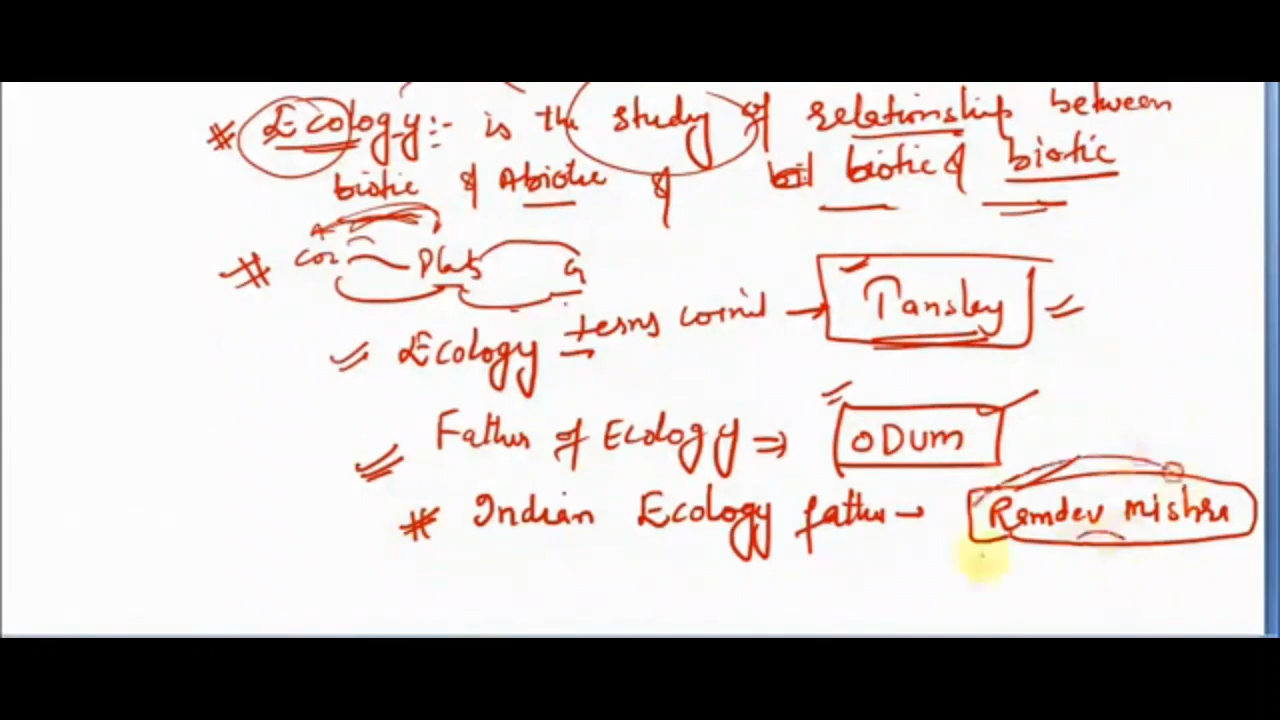 * Ecology:- is the study of relationship between
biotic & Abiotic & biotic & biotic
* Plants G
Ecology - terms coined → Tansley
Father of Ecology ⇒ ODUM
* Indian Ecology father → Ramdev mishra